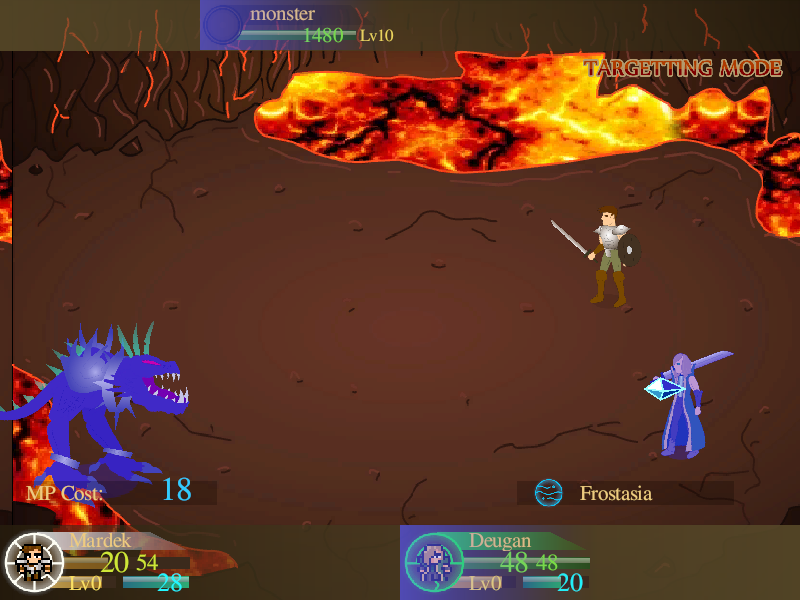 monster
1480 Lv10
TARGETTING MODE
MP Cost: 18
Frostasia
Mardek
20 54
Lv0 28
Deugan
48 48
Lv0 20